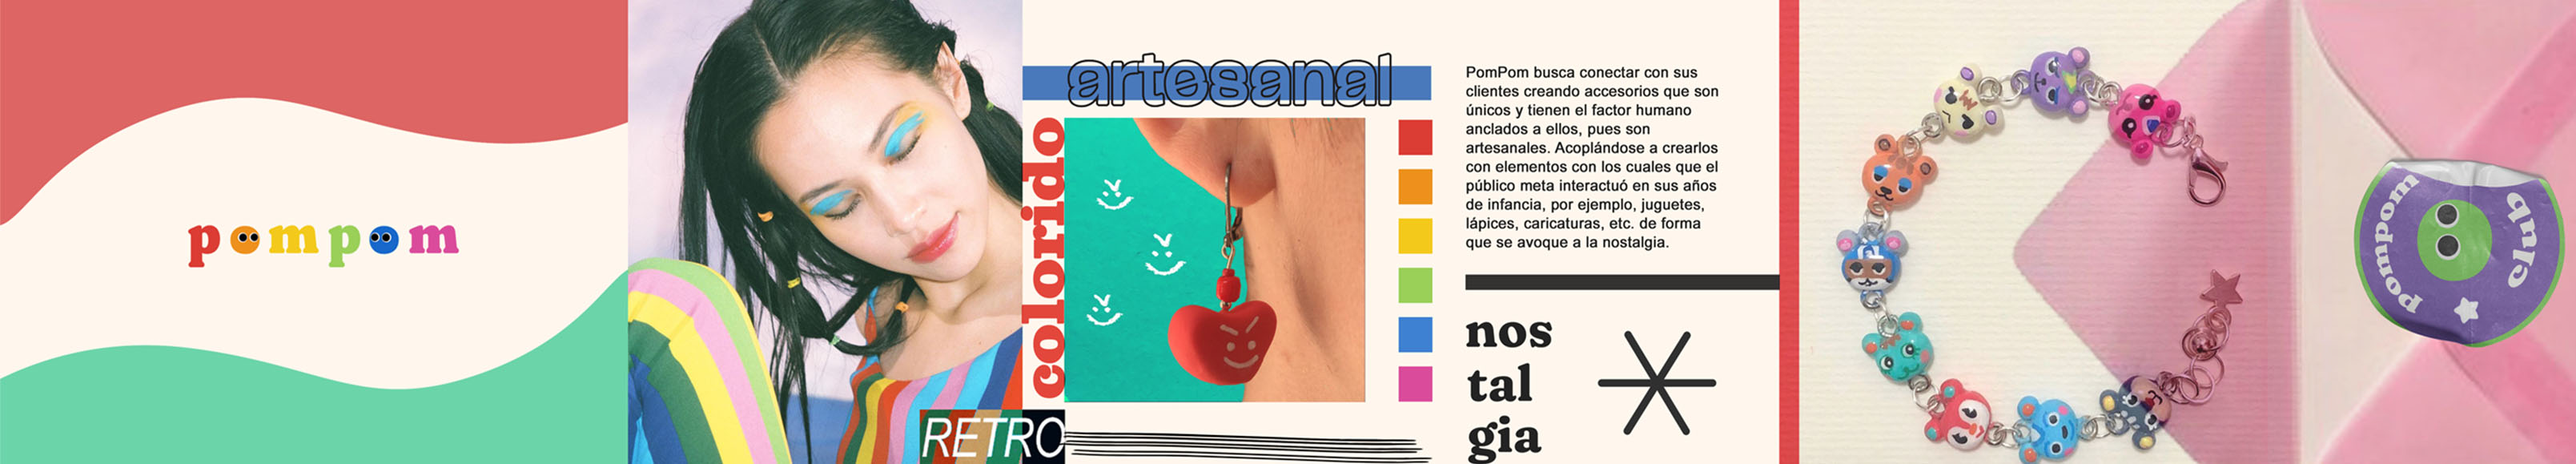 pompom
RETRO
colorido
artesanal
PomPom busca conectar con sus
clientes creando accesorios que son
únicos y tienen el factor humano
anclados a ellos, pues son
artesanales. Acoplándose a crearlos
con elementos con los cuales que el
público meta interactuó en sus años
de infancia, por ejemplo, juguetes,
lápices, caricaturas, etc. de forma
que se avoque a la nostalgia.
nos
tal
gia
pompom
club